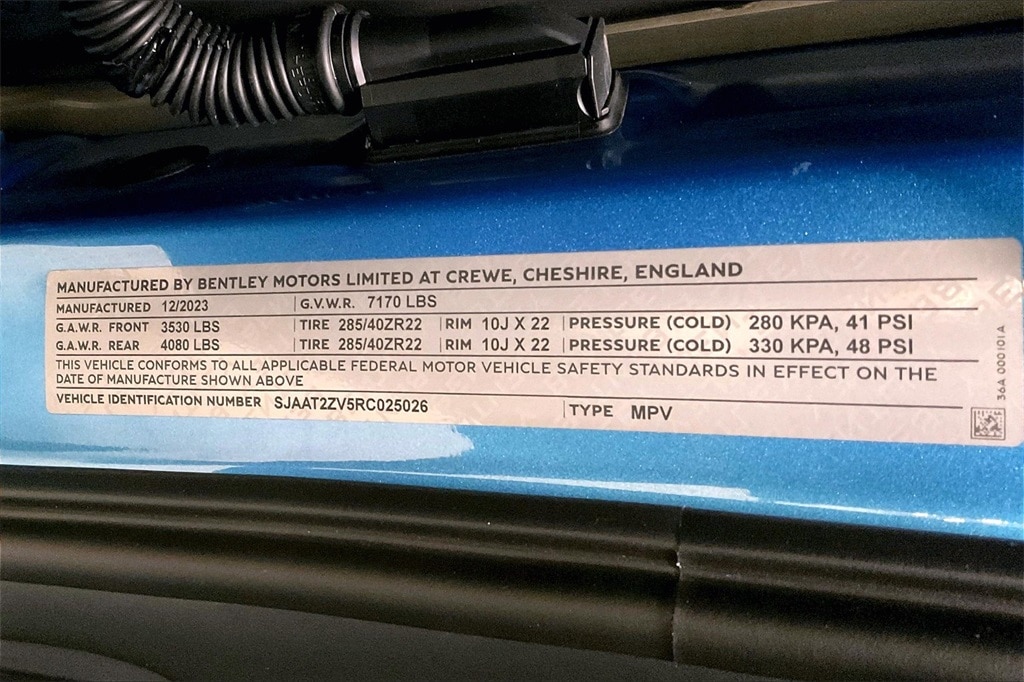 MANUFACTURED BY BENTLEY MOTORS LIMITED AT CREWE, CHESHIRE, ENGLAND
MANUFACTURED 12/2023 G.V.W.R. 7170 LBS
G.A.W.R. FRONT 3530 LBS TIRE 285/40ZR22 RIM 10J X 22 PRESSURE (COLD) 280 KPA, 41 PSI
G.A.W.R. REAR 4080 LBS TIRE 285/40ZR22 RIM 10J X 22 PRESSURE (COLD) 330 KPA, 48 PSI
THIS VEHICLE CONFORMS TO ALL APPLICABLE FEDERAL MOTOR VEHICLE SAFETY STANDARDS IN EFFECT ON THE
DATE OF MANUFACTURE SHOWN ABOVE
VEHICLE IDENTIFICATION NUMBER SJAAT2ZV5RC025026 TYPE MPV
36A 000101A